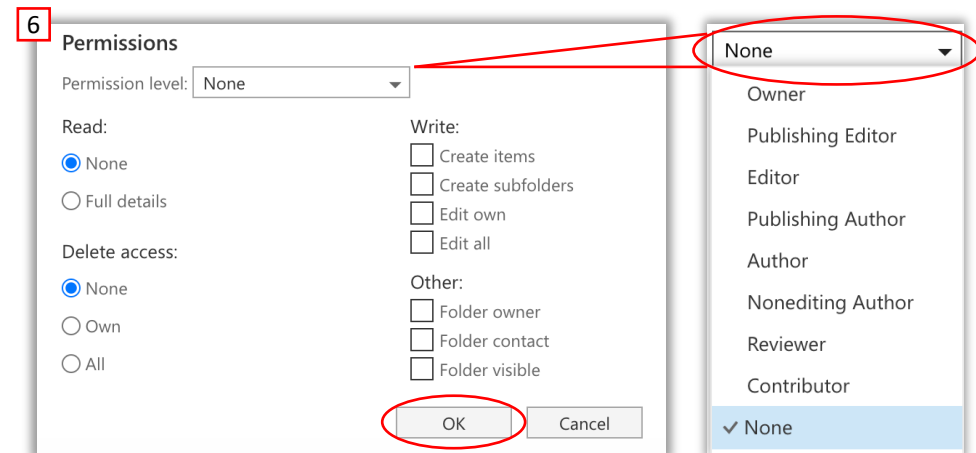 6
Permissions
Permission level: None
Read:
None
Full details
Delete access:
None
Own
All
Write:
Create items
Create subfolders
Edit own
Edit all
Other:
Folder owner
Folder contact
Folder visible
OK Cancel
None
Owner
Publishing Editor
Editor
Publishing Author
Author
Nonediting Author
Reviewer
Contributor
None